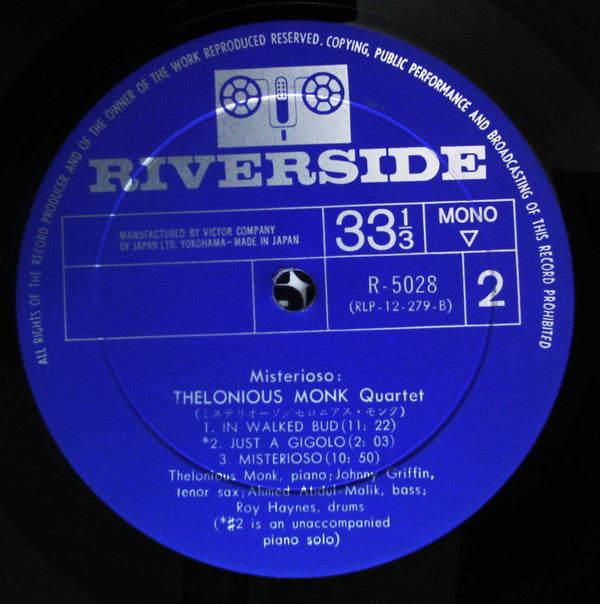 ALL RIGHTS OF THE RECORD PRODUCER AND OF THE OWNER OF THE WORK REPRODUCED RESERVED. COPYING, PUBLIC PERFORMANCE AND BROADCASTING OF THIS RECORD PROHIBITED
RIVERSIDE
MANUFACTURED BY VICTOR COMPANY
OF JAPAN LTD. YOKOHAMA-MADE IN JAPAN
33 1/3
MONO
▽
R-5028
(RLP-12-279-B)
2
Misterioso:
THELONIOUS MONK Quartet
(ミステリオーソ/セロニアス・モンク)
1. IN WALKED BUD (11: 22)
*2. JUST A GIGOLO (2: 03)
3. MISTERIOSO (10: 50)
Thelonious Monk, piano; Johnny Griffin,
tenor sax; Ahmed Abdul-Malik, bass;
Roy Haynes, drums
(*#2 is an unaccompanied
piano solo)